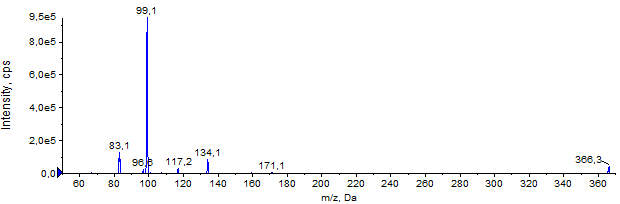 99,1
9,5e5
8,0e5
6,0e5
4,0e5
2,0e5
0,0
Intensity, cps
83,1
117,2
134,1
171,1
366,3
60 80 100 120 140 160 180 200 220 240 260 280 300 320 340 360
m/z, Da